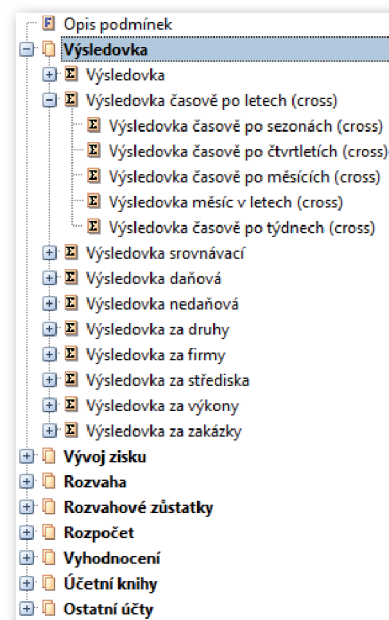 Opis podmínek
Výsledovka
Výsledovka
Výsledovka časově po letech (cross)
Výsledovka časově po sezonách (cross)
Výsledovka časově po čtvrtletích (cross)
Výsledovka časově po měsících (cross)
Výsledovka měsíc v letech (cross)
Výsledovka časově po týdnech (cross)
Výsledovka srovnávací
Výsledovka daňová
Výsledovka nedaňová
Výsledovka za druhy
Výsledovka za firmy
Výsledovka za střediska
Výsledovka za výkony
Výsledovka za zakázky
Vývoj zisku
Rozvaha
Rozvahové zůstatky
Rozpočet
Vyhodnocení
Účetní knihy
Ostatní účty